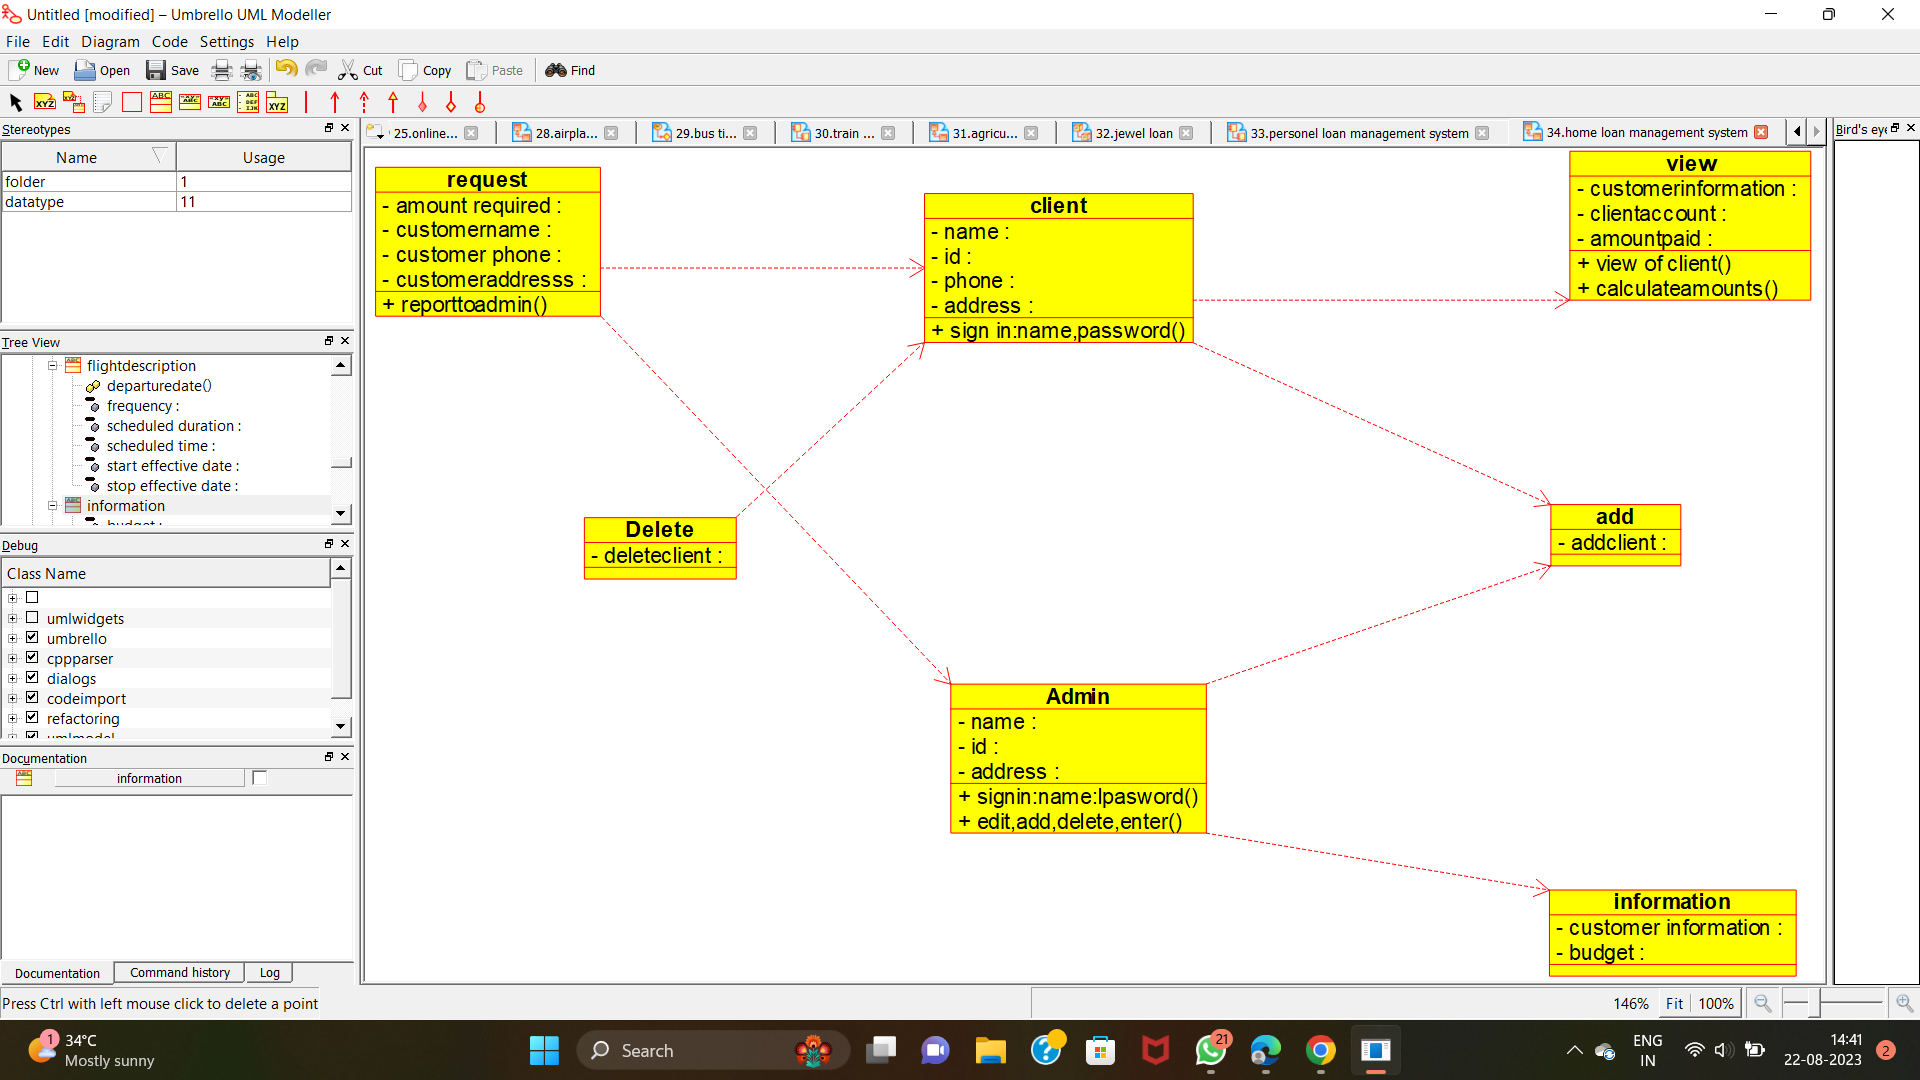 Untitled [modified] – Umbrello UML Modeller
File Edit Diagram Code Settings Help
New Open Save Cut Copy Paste Find
Stereotypes
Name Usage
folder 1
datatype 11
Tree View
flightdescription
departuredate()
frequency :
scheduled duration :
scheduled time :
start effective date :
stop effective date :
information
budget :
Debug
Class Name
umlwidgets
umbrello
cppparser
dialogs
codeimport
refactoring
umlmodel
Documentation
information
Documentation Command history Log
Press Ctrl with left mouse click to delete a point
25.online... 28.airpla... 29.bus ti... 30.train ... 31.agricu... 32.jewel loan 33.personel loan management system 34.home loan management system
Bird's eye
request
- amount required :
- customername :
- customer phone :
- customeraddresss :
+ reporttoadmin()
client
- name :
- id :
- phone :
- address :
+ sign in:name,password()
view
- customerinformation :
- clientaccount :
- amountpaid :
+ view of client()
+ calculateamounts()
Delete
- deleteclient :
add
- addclient :
Admin
- name :
- id :
- address :
+ signin:name:lpasword()
+ edit,add,delete,enter()
information
- customer information :
- budget :
146% Fit 100%
1
34°C
Mostly sunny
Search
21
ENG
IN
14:41
22-08-2023
2